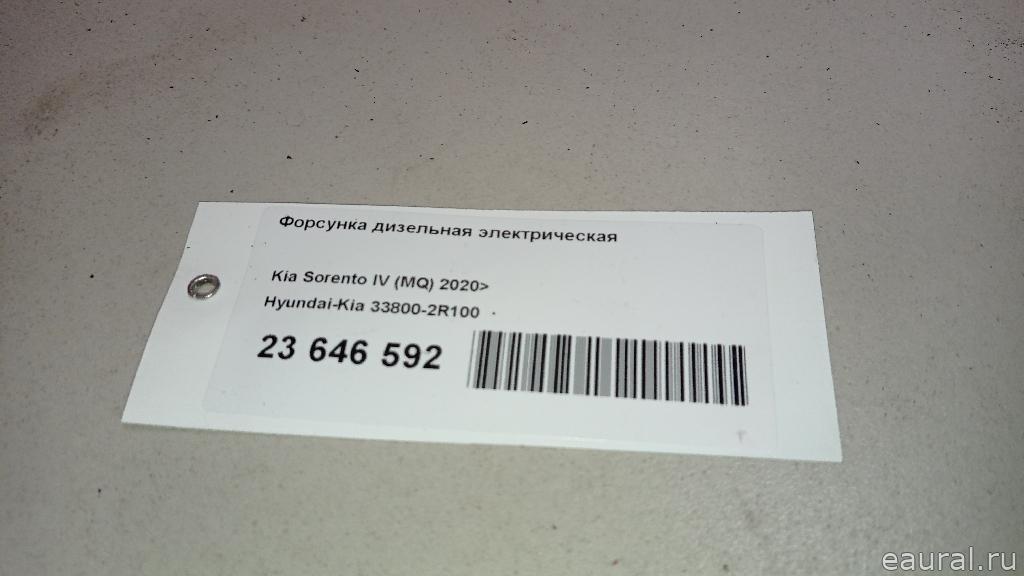 Форсунка дизельная электрическая
Kia Sorento IV (MQ) 2020>
Hyundai-Kia 33800-2R100
23 646 592
eaural.ru